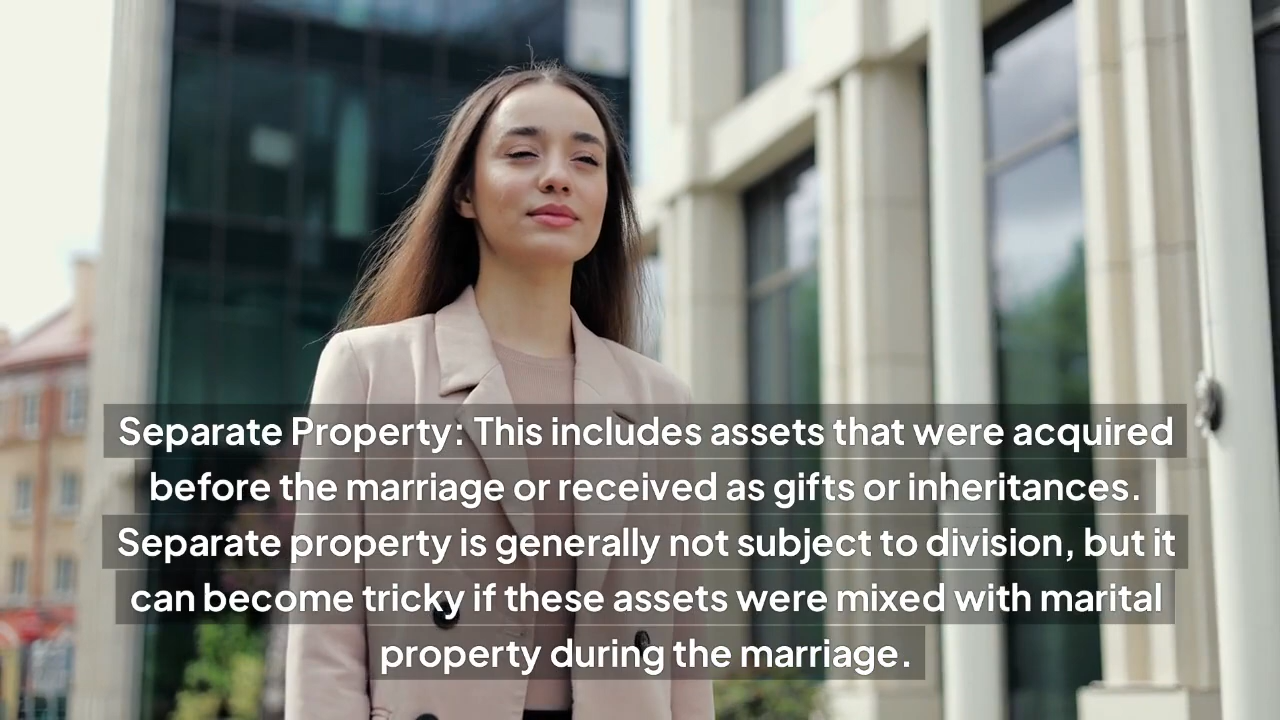 Separate Property: This includes assets that were acquired
before the marriage or received as gifts or inheritances.
Separate property is generally not subject to division, but it
can become tricky if these assets were mixed with marital
property during the marriage.